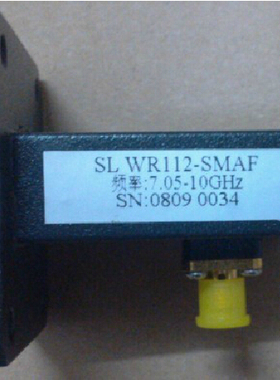 SL WR112-SMAF
频率:7.05-10GHz
SN:0809 0034